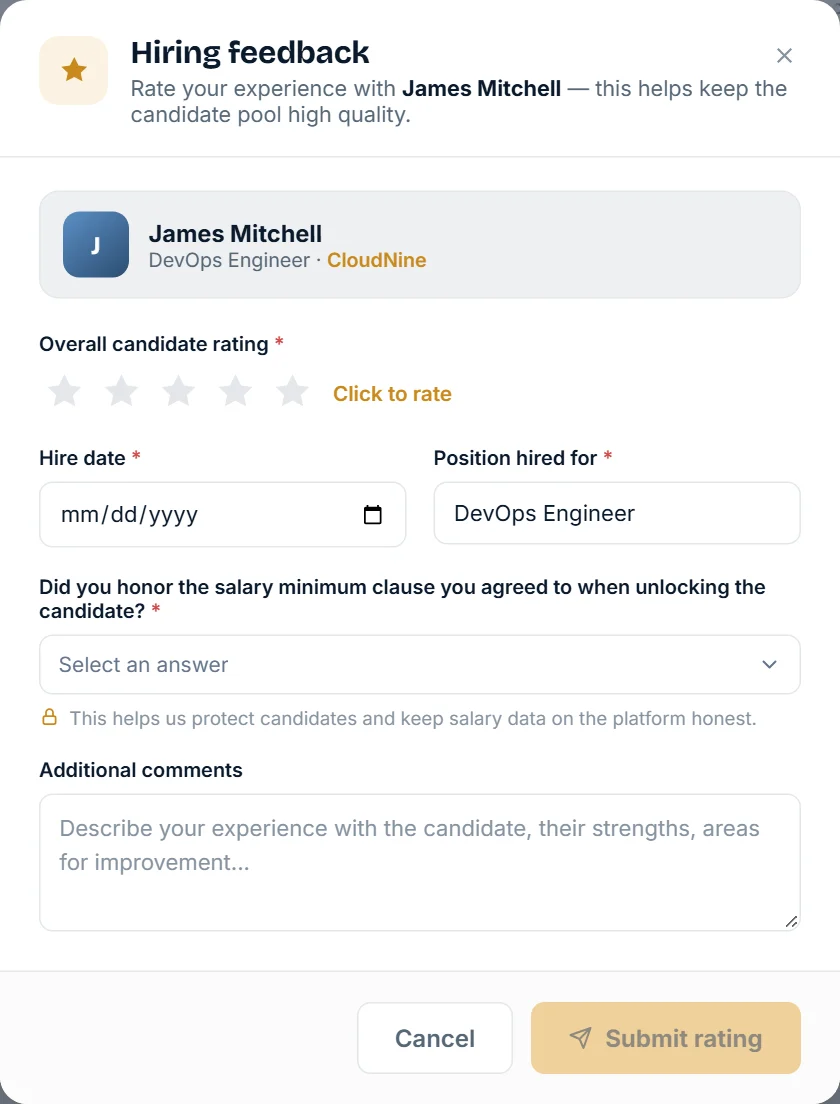 Hiring feedback
Rate your experience with James Mitchell — this helps keep the
candidate pool high quality.
J
James Mitchell
DevOps Engineer · CloudNine
Overall candidate rating *
Click to rate
Hire date *
Position hired for *
mm/dd/yyyy
DevOps Engineer
Did you honor the salary minimum clause you agreed to when unlocking the
candidate? *
Select an answer
This helps us protect candidates and keep salary data on the platform honest.
Additional comments
Describe your experience with the candidate, their strengths, areas
for improvement...
Cancel
Submit rating